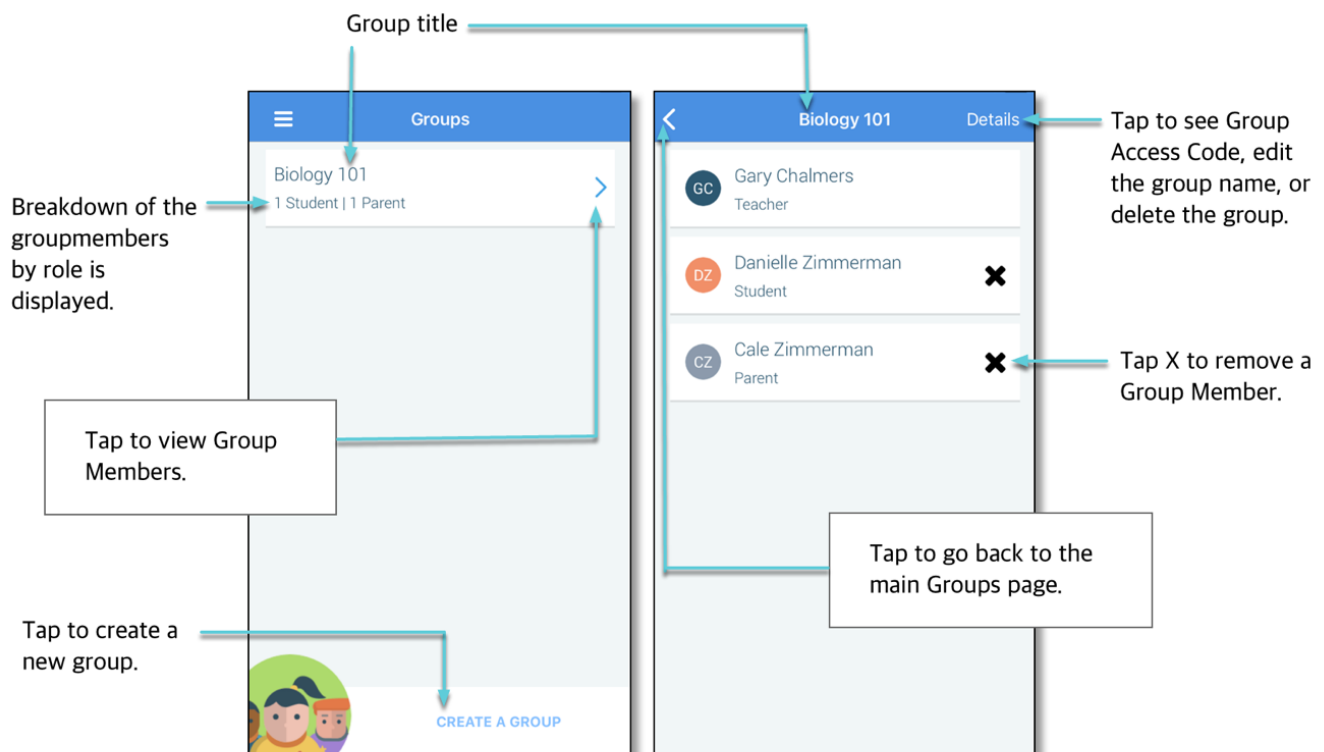 Group title
Groups
Biology 101
1 Student | 1 Parent
Breakdown of the
groupmembers
by role is
displayed.
Tap to view Group
Members.
Tap to create a
new group.
CREATE A GROUP
Biology 101
Details
GC
Gary Chalmers
Teacher
DZ
Danielle Zimmerman
Student
CZ
Cale Zimmerman
Parent
Tap to see Group
Access Code, edit
the group name, or
delete the group.
Tap X to remove a
Group Member.
Tap to go back to the
main Groups page.